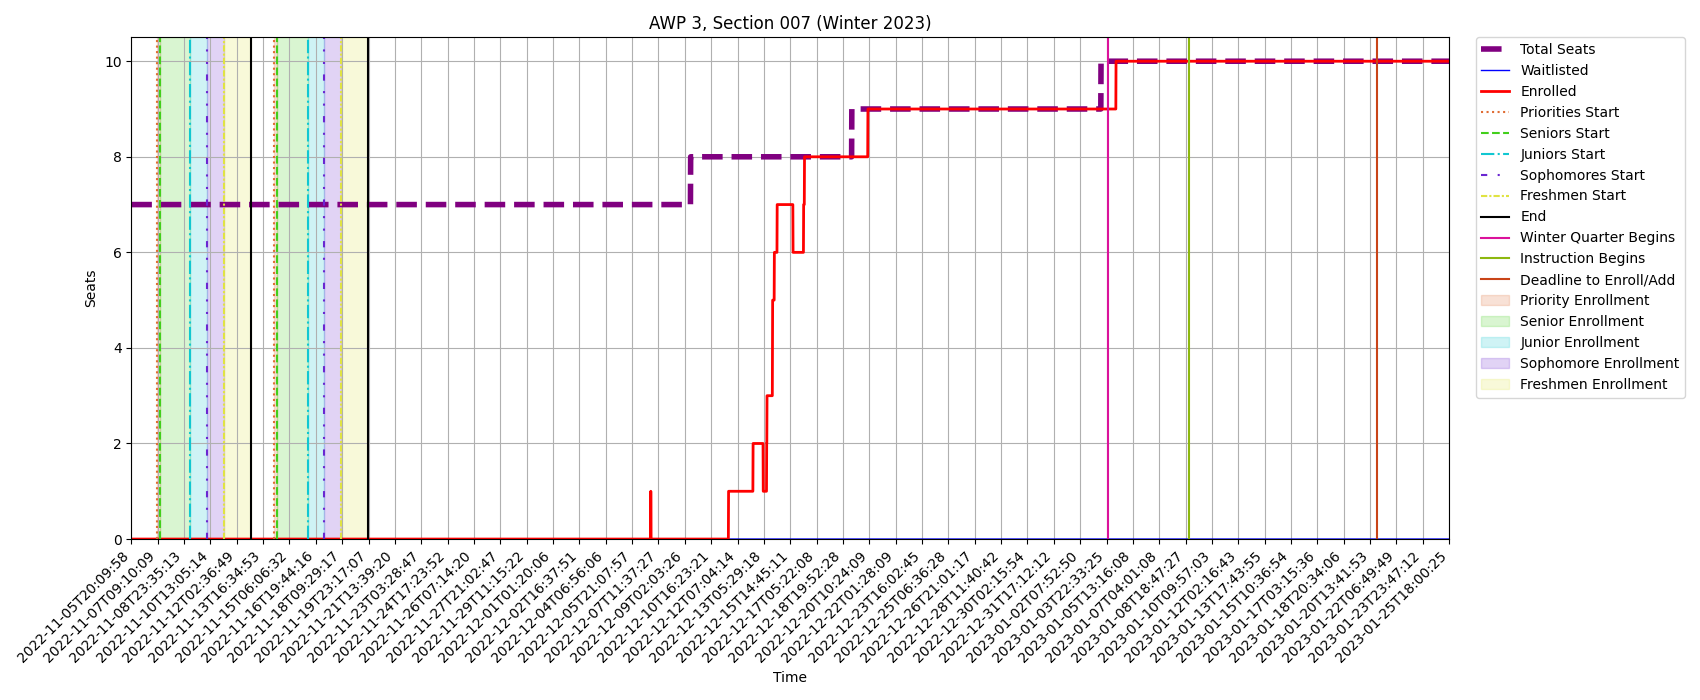 AWP 3, Section 007 (Winter 2023)
10
8
6
4
2
0
Seats
2022-11-05T20:09:58
2022-11-07T09:10:09
2022-11-08T23:35:13
2022-11-10T13:05:14
2022-11-12T02:36:49
2022-11-13T16:34:53
2022-11-15T06:06:32
2022-11-16T19:44:16
2022-11-18T09:29:17
2022-11-19T23:17:07
2022-11-21T13:39:20
2022-11-23T03:28:47
2022-11-24T17:23:52
2022-11-26T07:14:20
2022-11-27T21:02:47
2022-11-29T11:15:22
2022-12-01T01:20:06
2022-12-02T16:37:51
2022-12-04T06:56:06
2022-12-05T21:07:57
2022-12-07T11:37:27
2022-12-09T02:03:26
2022-12-10T16:23:21
2022-12-12T07:04:14
2022-12-13T05:29:18
2022-12-15T14:45:11
2022-12-17T05:22:08
2022-12-18T19:52:28
2022-12-20T10:24:09
2022-12-22T01:28:09
2022-12-23T16:02:45
2022-12-25T06:36:28
2022-12-26T21:01:17
2022-12-28T11:40:42
2022-12-30T02:15:54
2022-12-31T17:12:12
2023-01-02T07:52:50
2023-01-03T22:33:25
2023-01-05T13:16:08
2023-01-07T04:01:08
2023-01-08T18:47:27
2023-01-10T09:57:03
2023-01-12T02:16:43
2023-01-13T17:43:55
2023-01-15T10:36:54
2023-01-17T03:15:36
2023-01-18T20:34:06
2023-01-20T13:41:53
2023-01-22T06:49:49
2023-01-23T23:47:12
2023-01-25T18:00:25
Time
Total Seats
Waitlisted
Enrolled
Priorities Start
Seniors Start
Juniors Start
Sophomores Start
Freshmen Start
End
Winter Quarter Begins
Instruction Begins
Deadline to Enroll/Add
Priority Enrollment
Senior Enrollment
Junior Enrollment
Sophomore Enrollment
Freshmen Enrollment